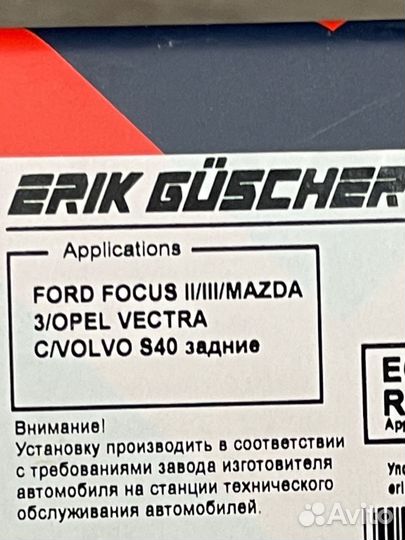 ERIK GÜSCHER
Applications
FORD FOCUS II/III/MAZDA
3/OPEL VECTRA
C/VOLVO S40 задние
Внимание!
Установку производить в соответствии
с требованиями завода изготовителя
автомобиля на станции технического
обслуживания автомобилей.
Avito